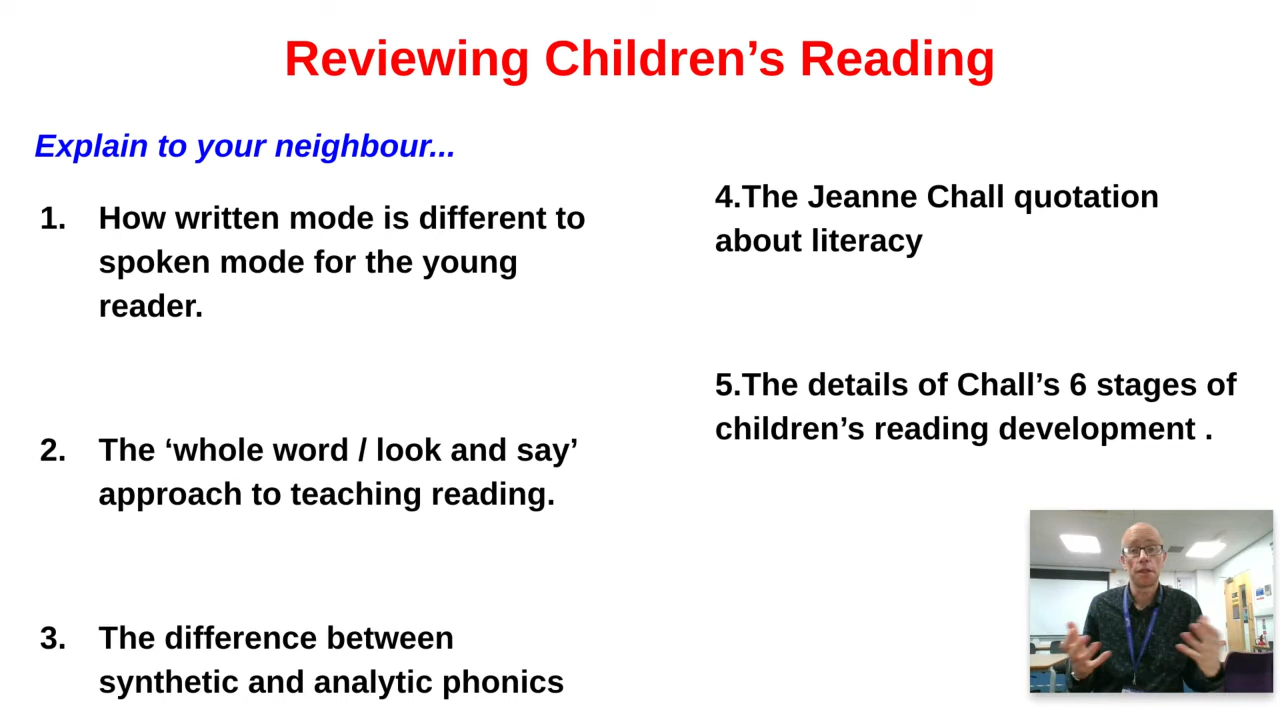 Reviewing Children’s Reading
Explain to your neighbour...
1. How written mode is different to
spoken mode for the young
reader.
2. The ‘whole word / look and say’
approach to teaching reading.
3. The difference between
synthetic and analytic phonics
4.The Jeanne Chall quotation
about literacy
5.The details of Chall’s 6 stages of
children’s reading development .